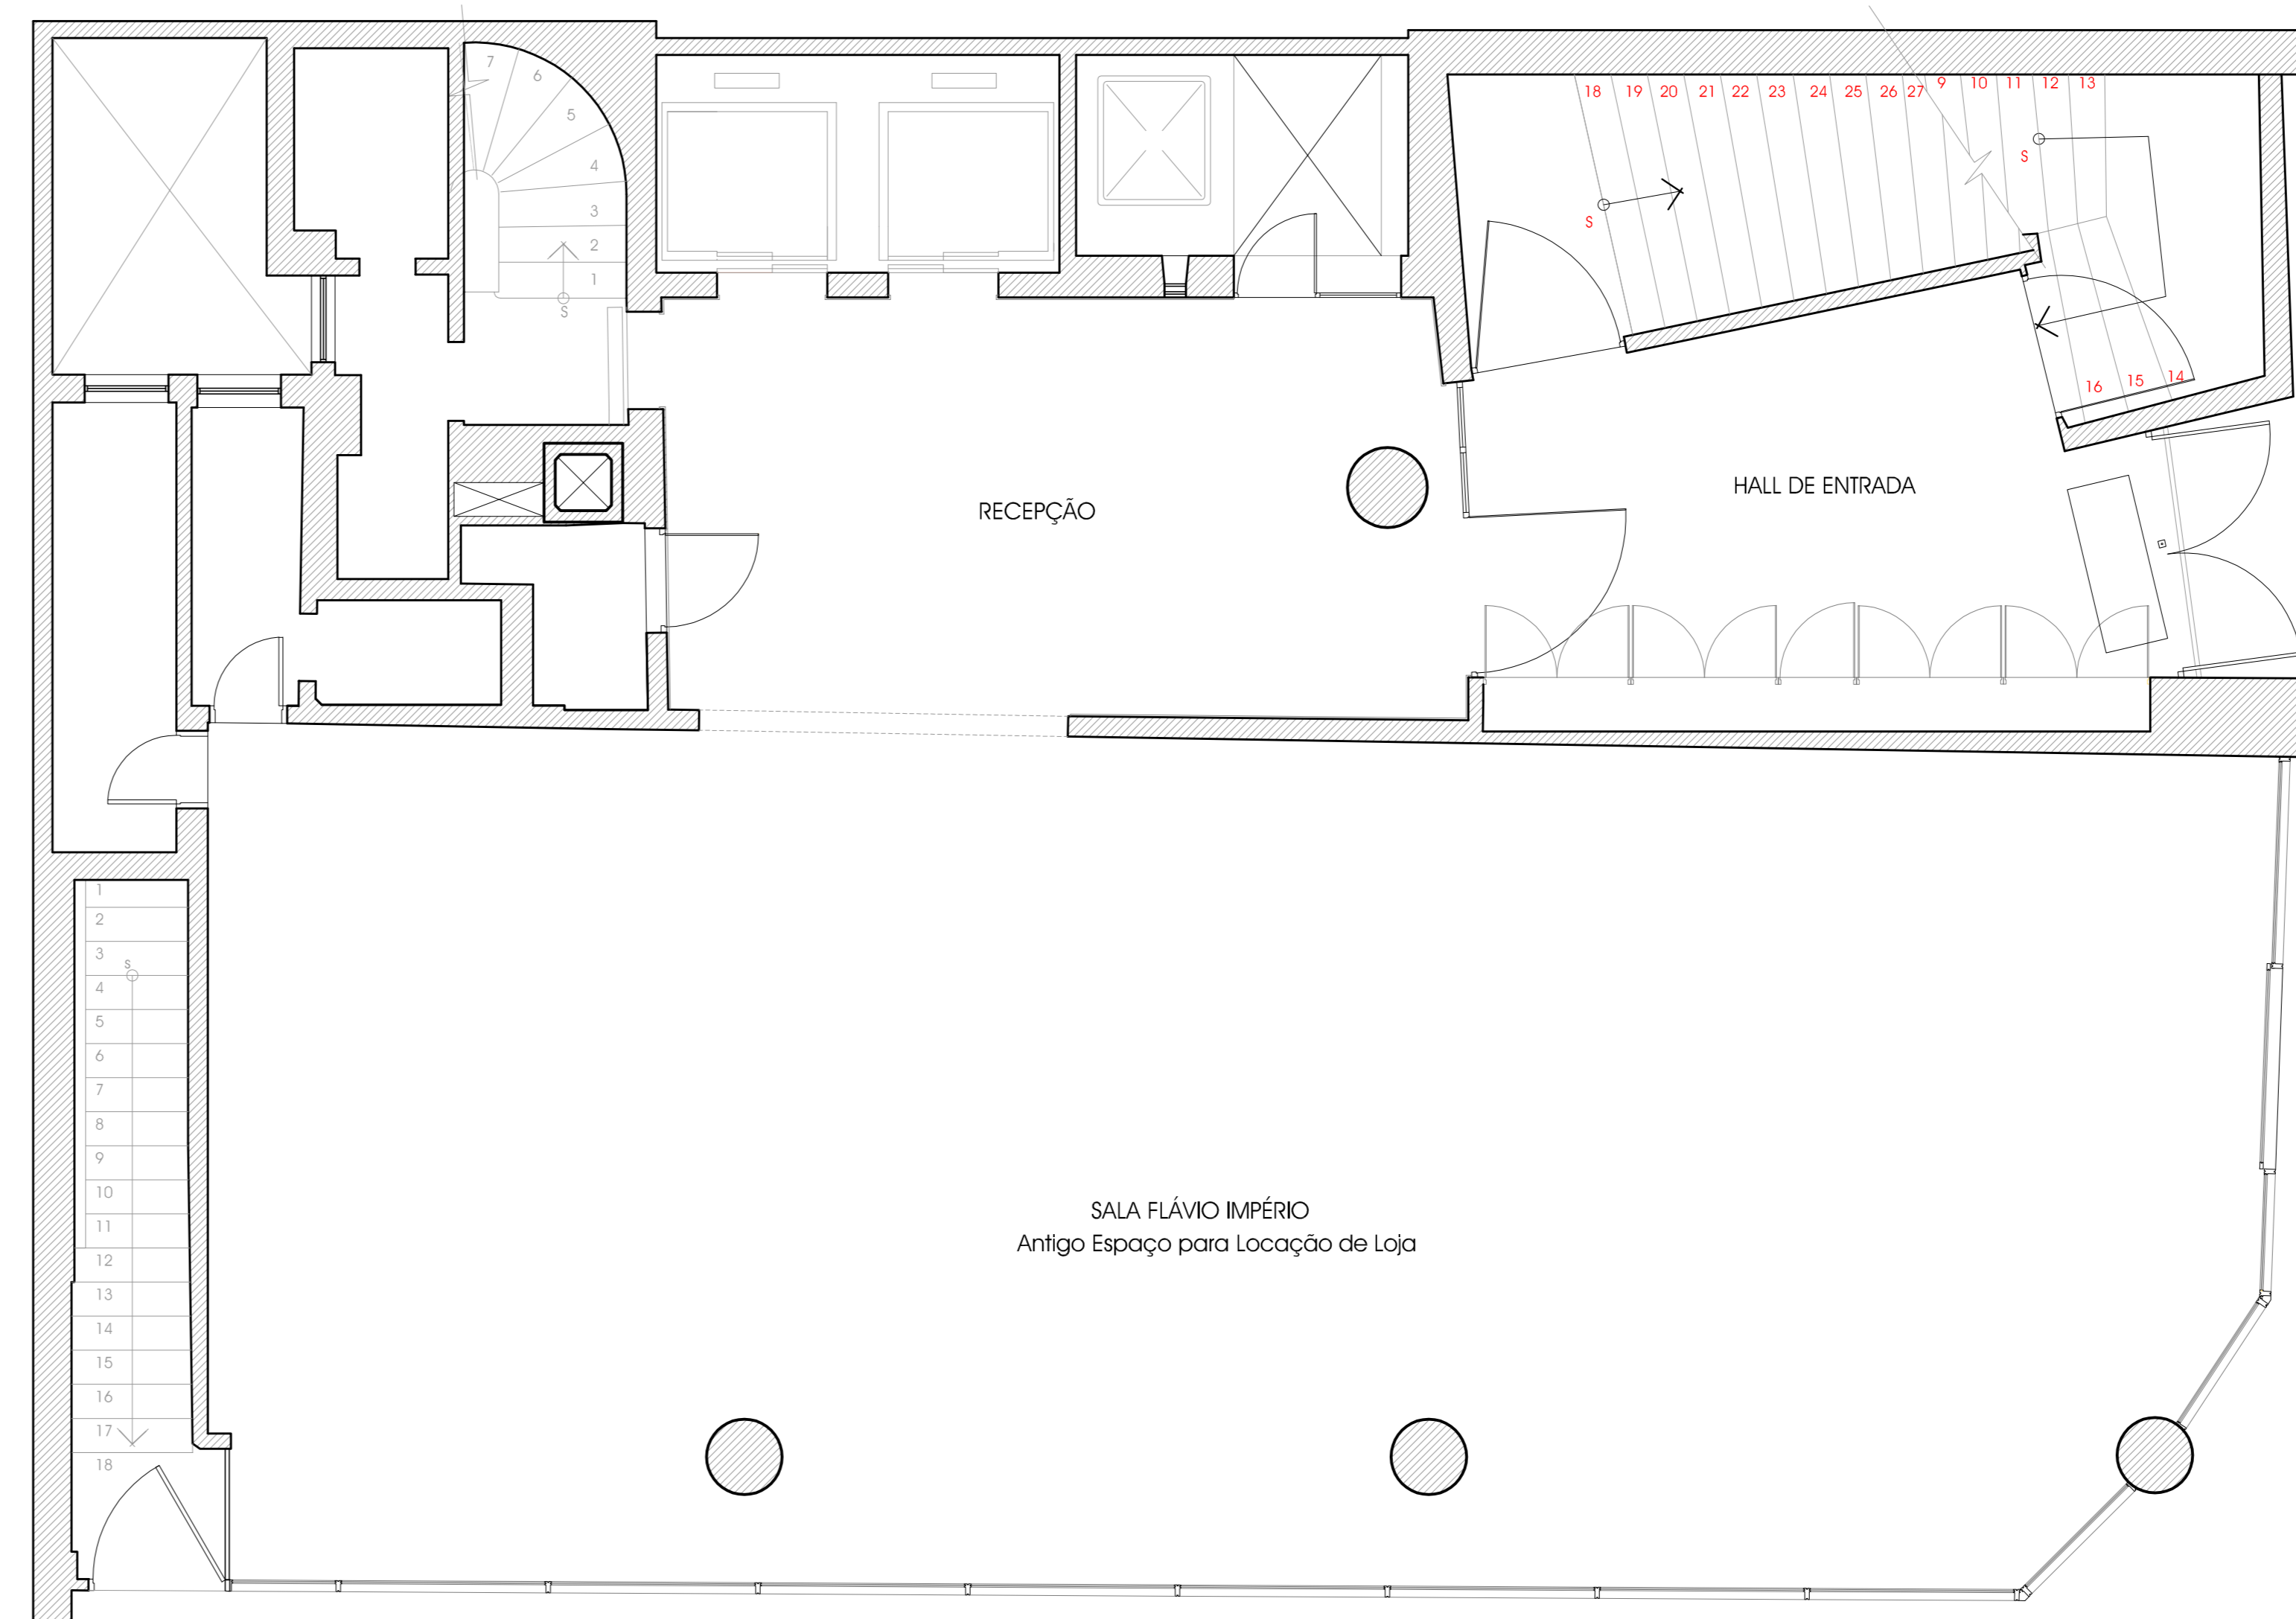 7
6
5
4
3
2
1
S
18 19 20 21 22 23 24 25 26 27 9 10 11 12 13
S
S
16 15 14
HALL DE ENTRADA
RECEPÇÃO
1
2
3
s
4
5
6
7
8
9
10
11
12
13
14
15
16
17
18
SALA FLÁVIO IMPÉRIO
Antigo Espaço para Locação de Loja